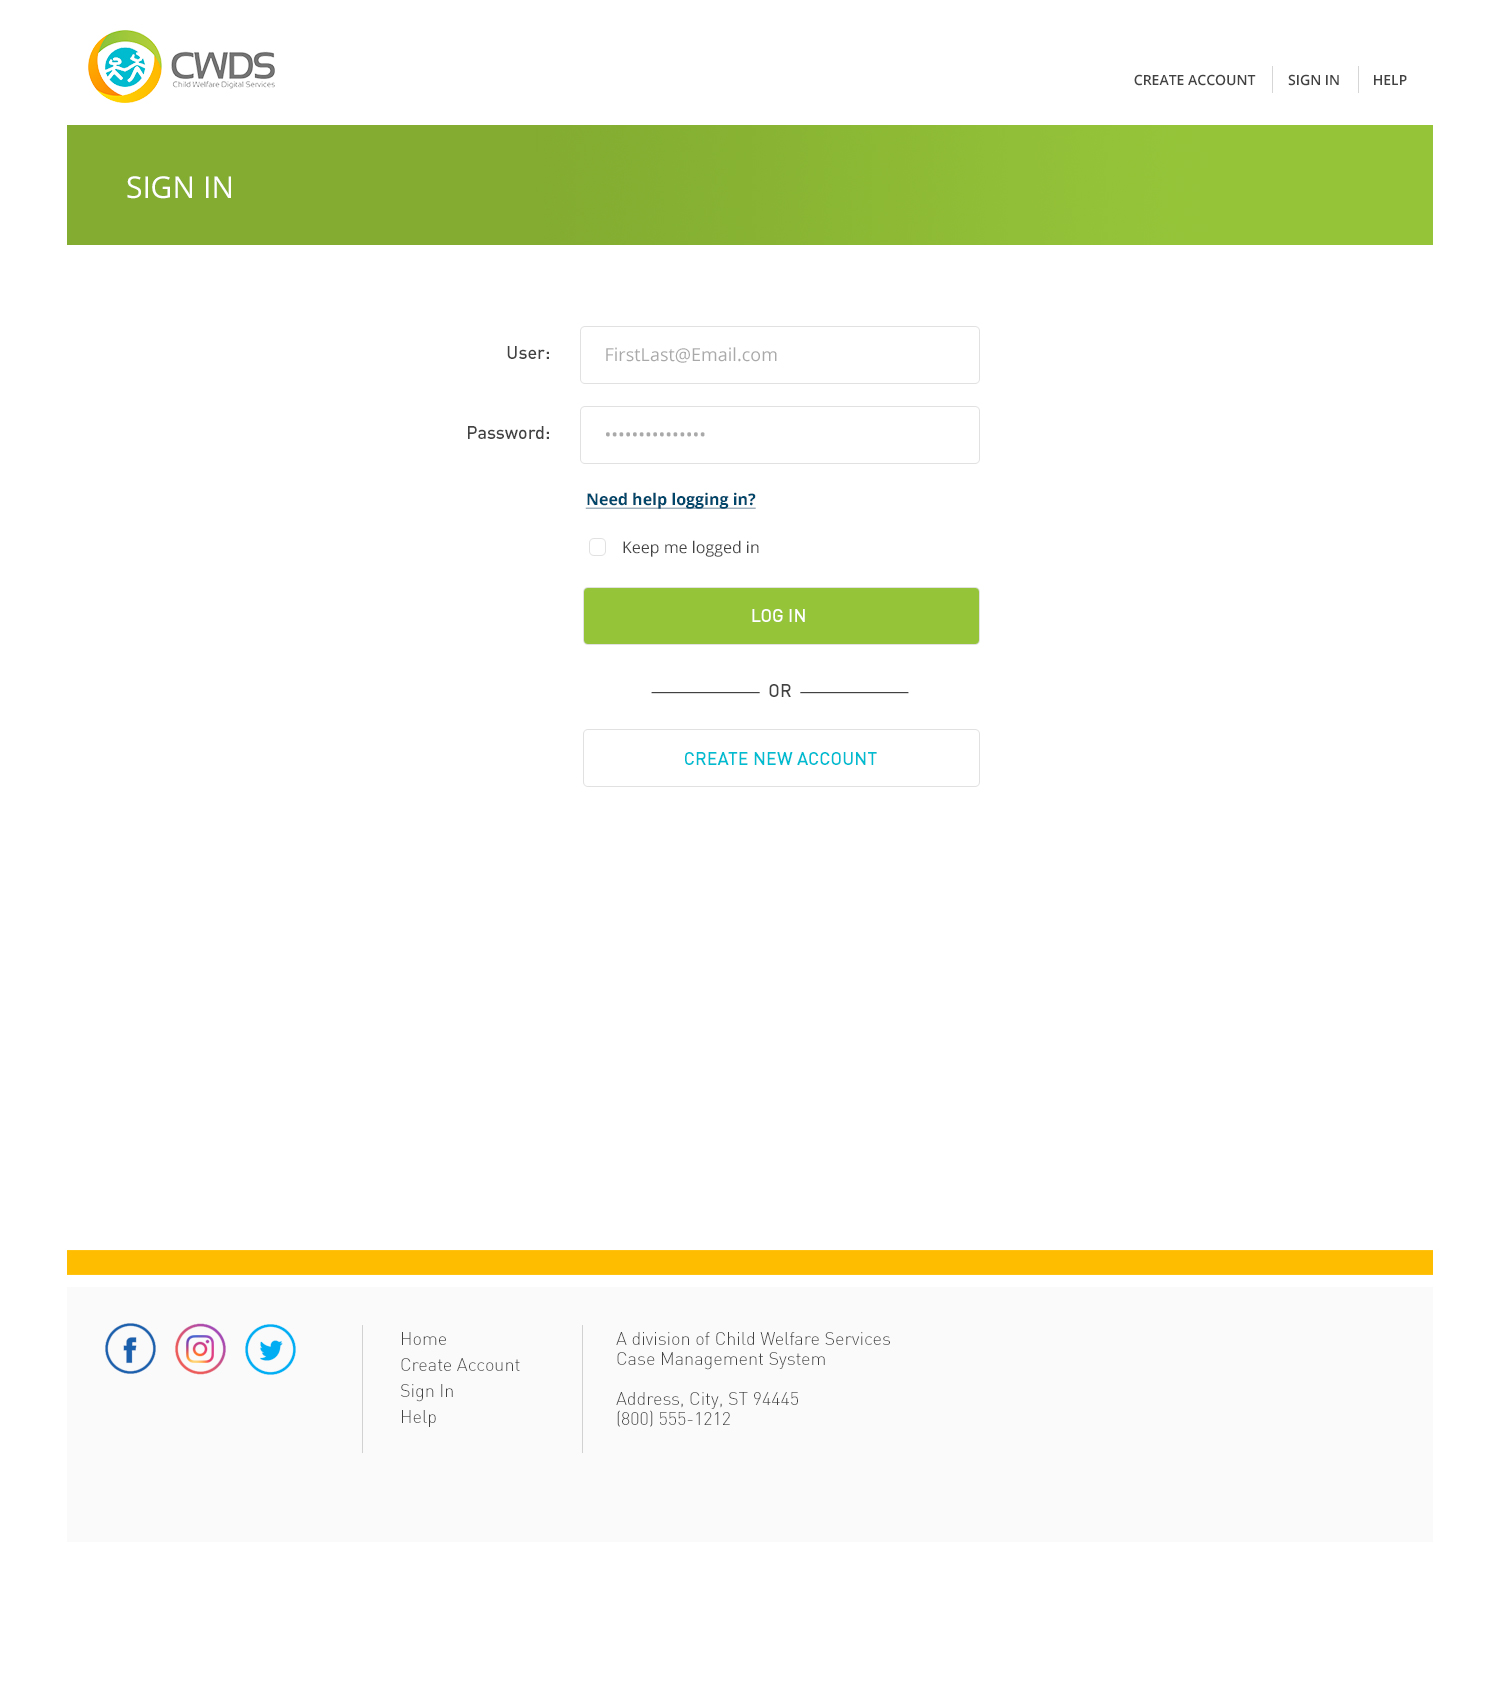 CWDS
Child Welfare Digital Services
CREATE ACCOUNT
SIGN IN
HELP
SIGN IN
User:
FirstLast@Email.com
Password:
Need help logging in?
Keep me logged in
LOG IN
OR
CREATE NEW ACCOUNT
Home
Create Account
Sign In
Help
A division of Child Welfare Services
Case Management System
Address, City, ST 94445
(800) 555-1212